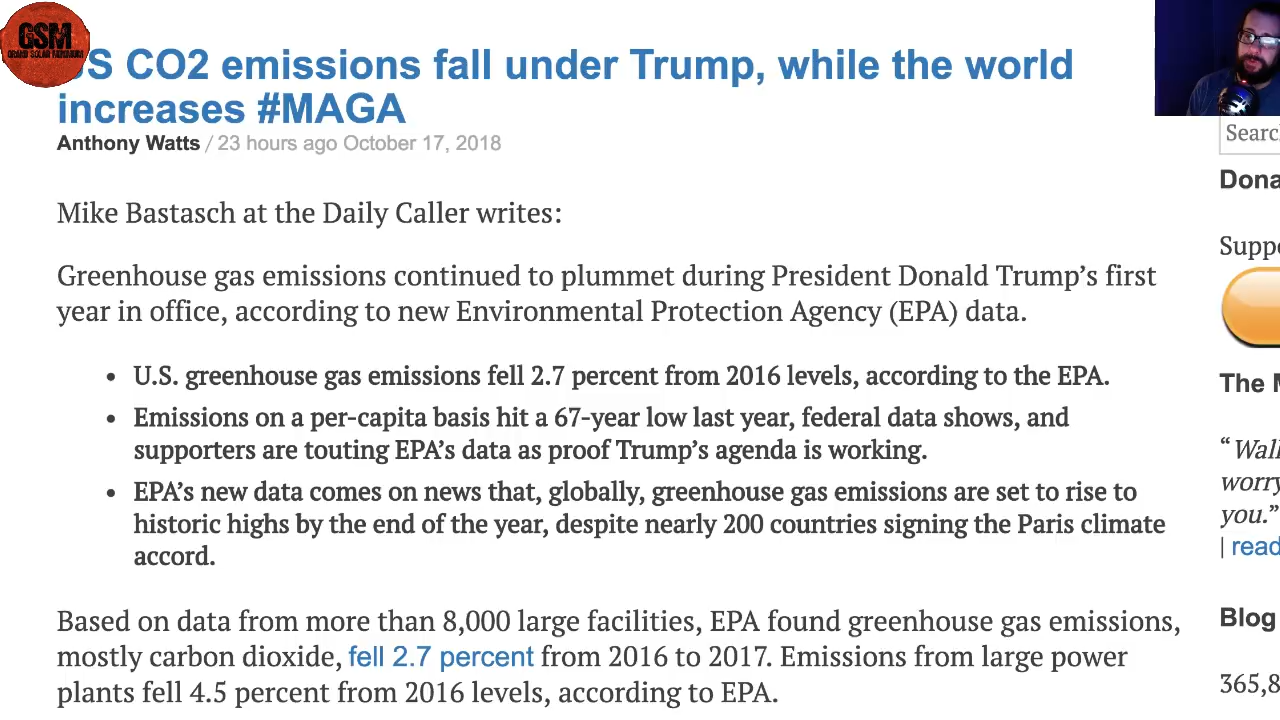 GSM
GRAND SOLAR MINIMUM
US CO2 emissions fall under Trump, while the world
increases #MAGA
Anthony Watts / 23 hours ago October 17, 2018
Mike Bastasch at the Daily Caller writes:
Greenhouse gas emissions continued to plummet during President Donald Trump’s first
year in office, according to new Environmental Protection Agency (EPA) data.
• U.S. greenhouse gas emissions fell 2.7 percent from 2016 levels, according to the EPA.
• Emissions on a per-capita basis hit a 67-year low last year, federal data shows, and
supporters are touting EPA’s data as proof Trump’s agenda is working.
• EPA’s new data comes on news that, globally, greenhouse gas emissions are set to rise to
historic highs by the end of the year, despite nearly 200 countries signing the Paris climate
accord.
Based on data from more than 8,000 large facilities, EPA found greenhouse gas emissions,
mostly carbon dioxide, fell 2.7 percent from 2016 to 2017. Emissions from large power
plants fell 4.5 percent from 2016 levels, according to EPA.
Searc
Dona
Suppo
The M
“Wall
worry
you.”
| read
Blog
365,8